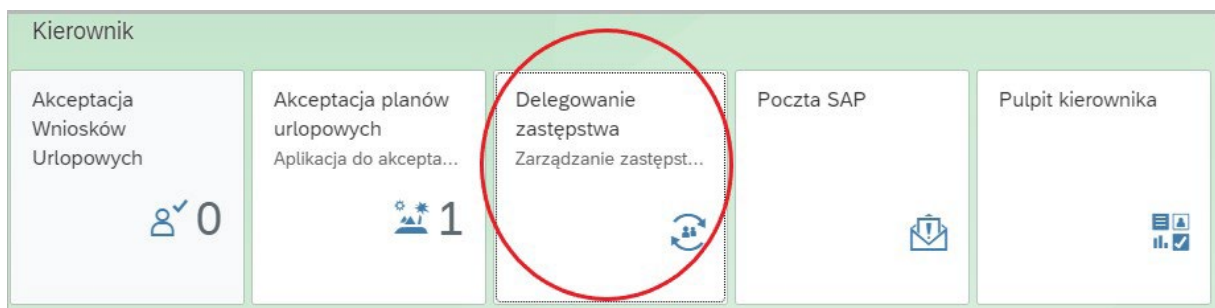 Kierownik
Akceptacja
Wniosków
Urlopowych
0
Akceptacja planów
urlopowych
Aplikacja do akcepta...
1
Delegowanie
zastępstwa
Zarządzanie zastępst...
Poczta SAP
Pulpit kierownika